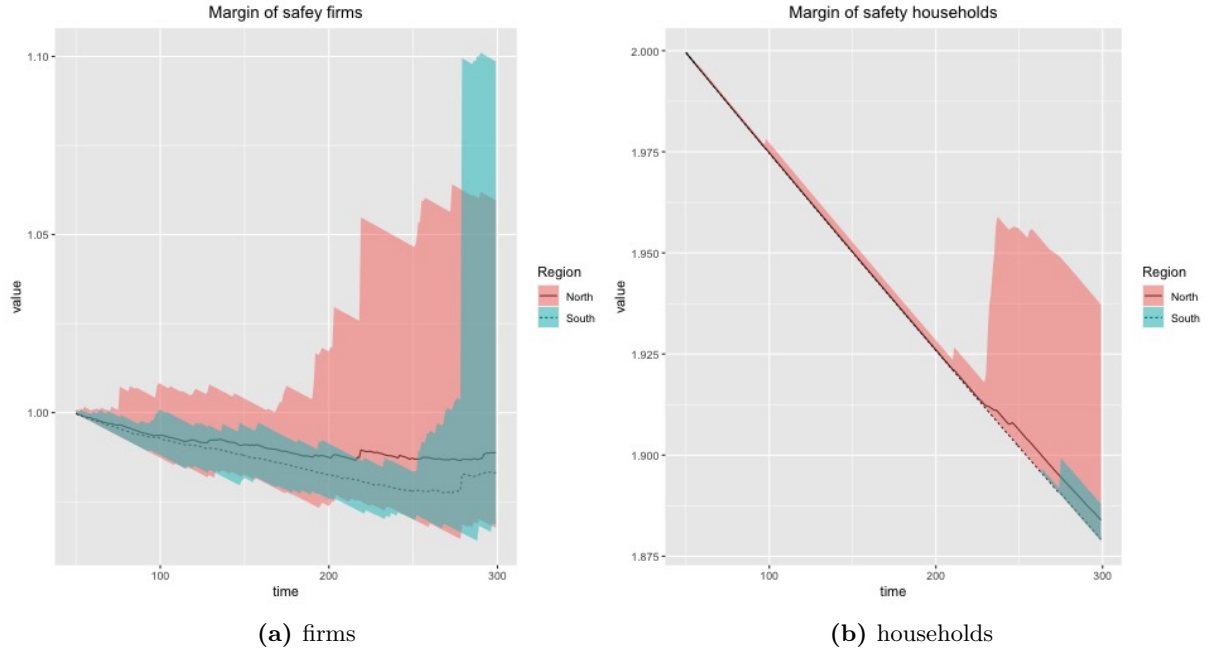 Margin of safey firms
1.10
1.05
1.00
value
100
200
300
time
Region
North
South
(a) firms
Margin of safety households
2.000
1.975
1.950
1.925
1.900
1.875
value
100
200
300
time
Region
North
South
(b) households